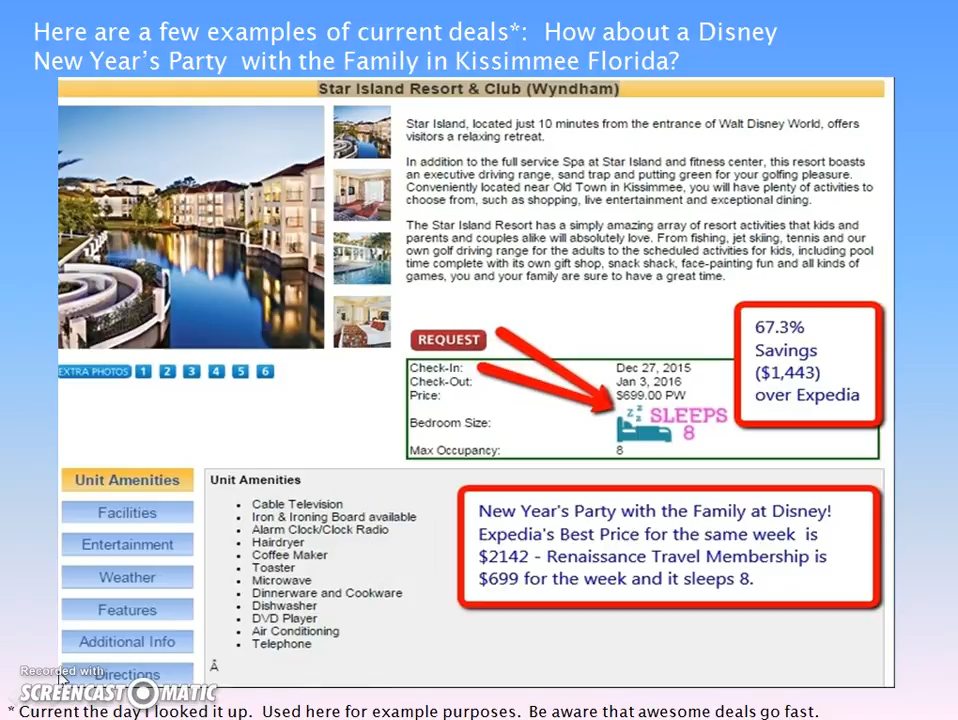 Here are a few examples of current deals*: How about a Disney
New Year's Party with the Family in Kissimmee Florida?
Star Island Resort & Club (Wyndham)
Star Island, located just 10 minutes from the entrance of Walt Disney World, offers
visitors a relaxing retreat.
In addition to the full service Spa at Star Island and fitness center, this resort boasts
an executive driving range, sand trap and putting green for your golfing pleasure.
Conveniently located near Old Town in Kissimmee, you will have plenty of activities to
choose from, such as shopping, live entertainment and exceptional dining.
The Star Island Resort has a simply amazing array of resort activities that kids and
parents and couples alike will absolutely love. From fishing, jet skiing, tennis and our
own golf driving range for the adults to the scheduled activities for kids, including pool
time complete with its own gift shop, snack shack, face-painting fun and all kinds of
games, you and your family are sure to have a great time.
EXTRA PHOTOS 1 2 3 4 5 6
REQUEST
Check-In: Dec 27, 2015
Check-Out: Jan 3, 2016
Price: $699.00 PW
Bedroom Size: zzz SLEEPS
8
Max Occupancy: 8
67.3%
Savings
($1,443)
over Expedia
Unit Amenities
Facilities
Entertainment
Weather
Features
Additional Info
Directions
Unit Amenities
• Cable Television
• Iron & Ironing Board available
• Alarm Clock/Clock Radio
• Hairdryer
• Coffee Maker
• Toaster
• Microwave
• Dinnerware and Cookware
• Dishwasher
• DVD Player
• Air Conditioning
• Telephone
Â
New Year's Party with the Family at Disney!
Expedia's Best Price for the same week is
$2142 - Renaissance Travel Membership is
$699 for the week and it sleeps 8.
Recorded with
SCREENCAST-O-MATIC
* Current the day I looked it up. Used here for example purposes. Be aware that awesome deals go fast.